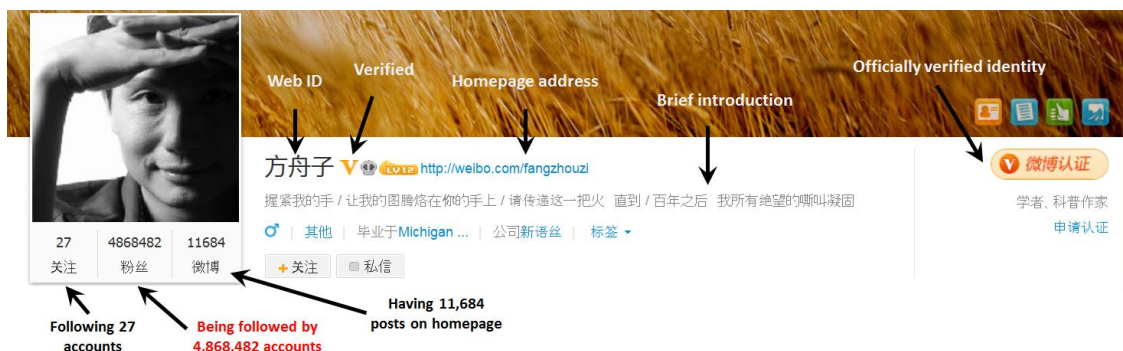 Web ID
Verified
Homepage address
Brief introduction
Officially verified identity
方舟子 V LV12 http://weibo.com/fangzhouzi
V 微博认证
握紧我的手 / 让我的图腾烙在你的手上 / 请传递这一把火 直到 / 百年之后 我所有绝望的嘶叫凝固
学者、科普作家
♂ | 其他 | 毕业于Michigan ... | 公司新语丝 | 标签
申请认证
27 4868482 11684
关注 粉丝 微博
+ 关注 私信
Following 27
accounts
Being followed by
4,868,482 accounts
Having 11,684
posts on homepage